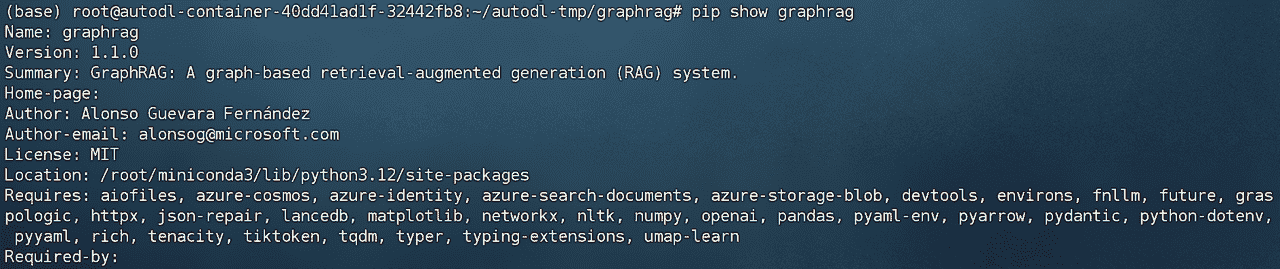 (base) root@autodl-container-40dd41ad1f-32442fb8:~/autodl-tmp/graphrag# pip show graphrag
Name: graphrag
Version: 1.1.0
Summary: GraphRAG: A graph-based retrieval-augmented generation (RAG) system.
Home-page:
Author: Alonso Guevara Fernández
Author-email: alonsog@microsoft.com
License: MIT
Location: /root/miniconda3/lib/python3.12/site-packages
Requires: aiofiles, azure-cosmos, azure-identity, azure-search-documents, azure-storage-blob, devtools, environs, fnllm, future, gras
pologic, httpx, json-repair, lancedb, matplotlib, networkx, nltk, numpy, openai, pandas, pyaml-env, pyarrow, pydantic, python-dotenv,
pyyaml, rich, tenacity, tiktoken, tqdm, typer, typing-extensions, umap-learn
Required-by: